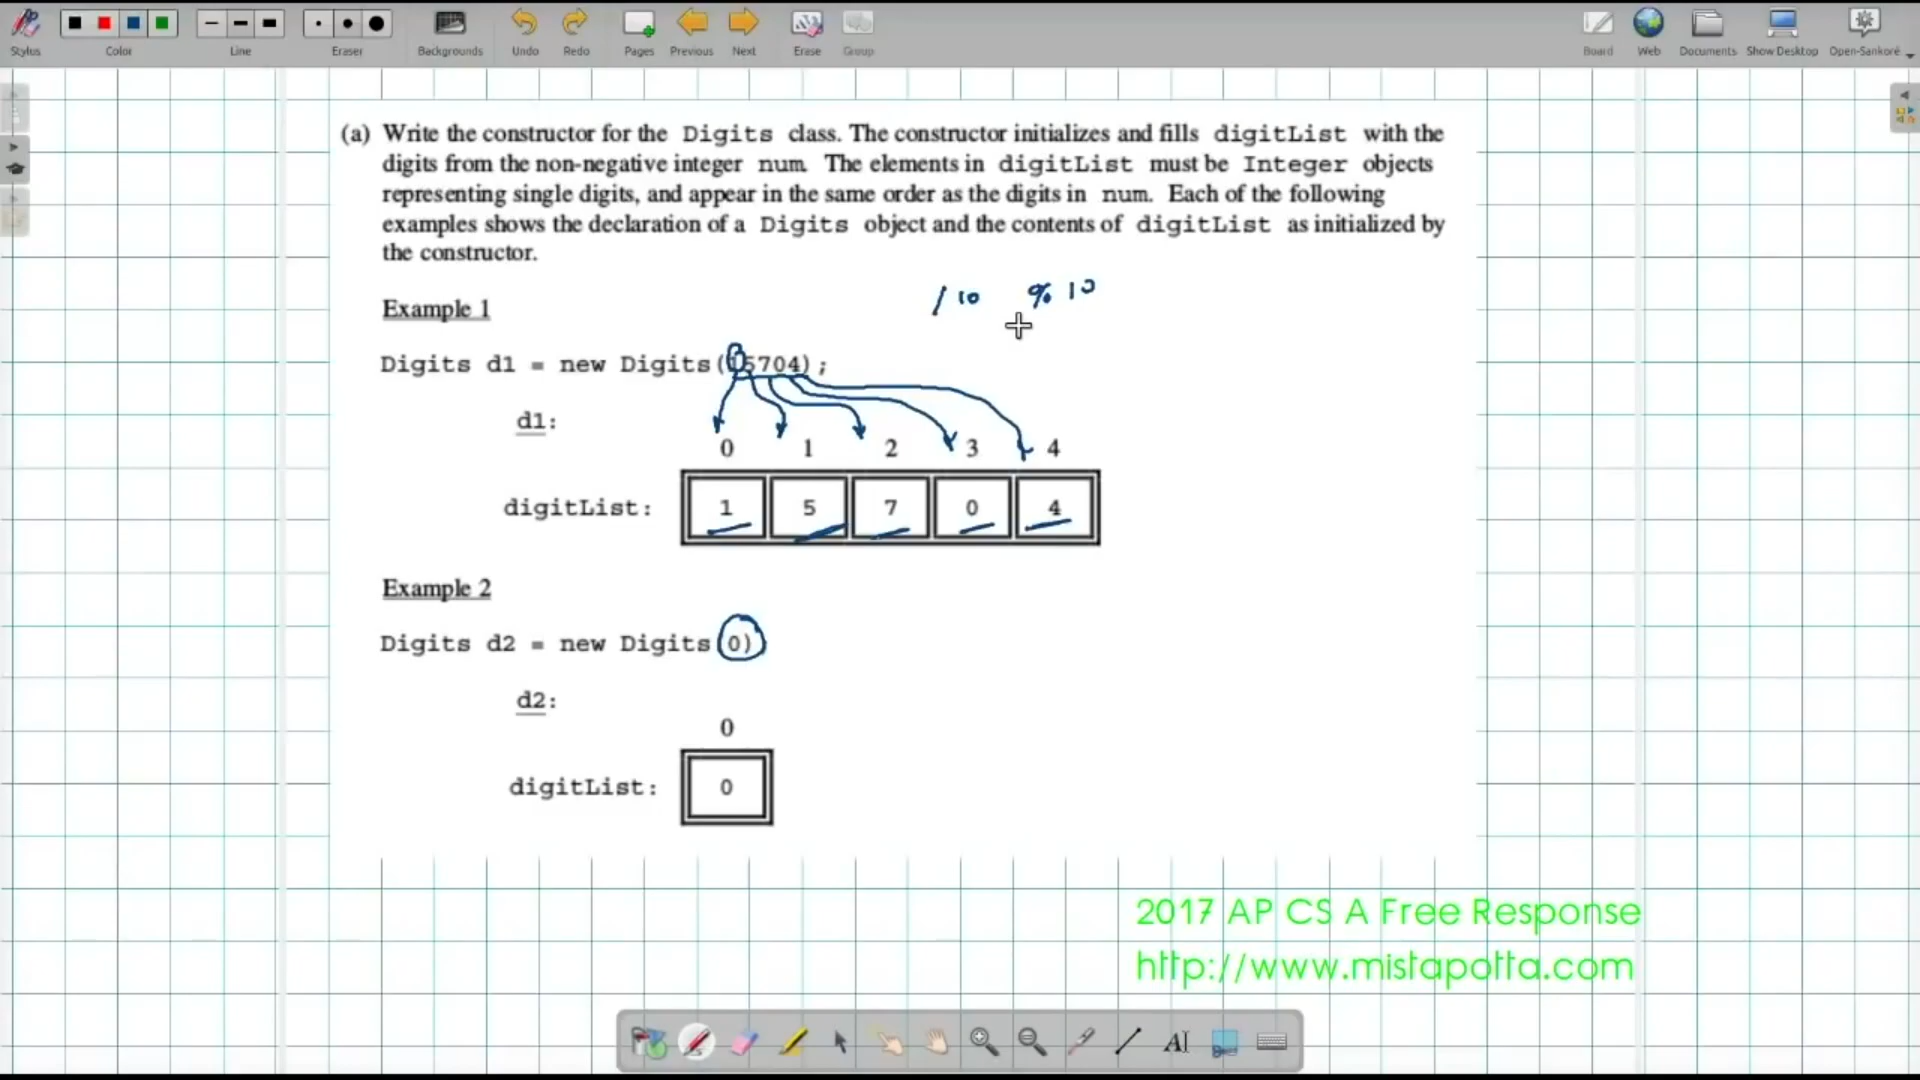 Stylus Color Line Eraser Backgrounds Undo Redo Pages Previous Next Erase Group Board Web Documents Show Desktop Open-Sankoré
(a) Write the constructor for the Digits class. The constructor initializes and fills digitList with the
digits from the non-negative integer num The elements in digitList must be Integer objects
representing single digits, and appear in the same order as the digits in num. Each of the following
examples shows the declaration of a Digits object and the contents of digitList as initialized by
the constructor.
/ 10 % 10
Example 1
Digits d1 = new Digits(15704);
d1:
0 1 2 3 4
digitList: 1 5 7 0 4
Example 2
Digits d2 = new Digits(0)
d2:
0
digitList: 0
2017 AP CS A Free Response
http://www.mistapotta.com
AI